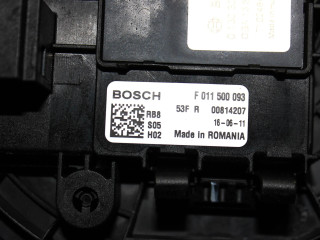 BOSCH
F 011 500 093
RB8
53F R 00814207
S05
16-06-11
H02
Made in ROMANIA